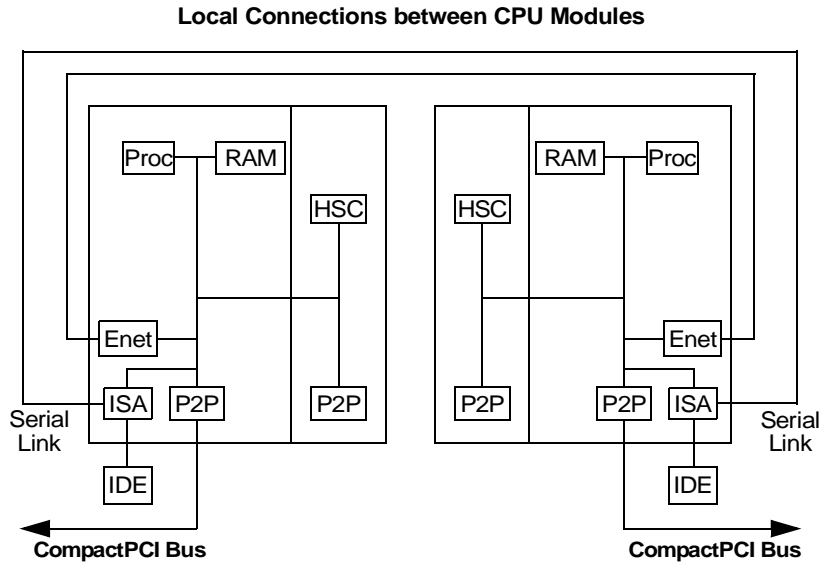 Local Connections between CPU Modules
Proc RAM RAM Proc
HSC HSC
Enet Enet
ISA P2P P2P P2P P2P ISA
Serial Link Serial Link
IDE IDE
CompactPCI Bus CompactPCI Bus